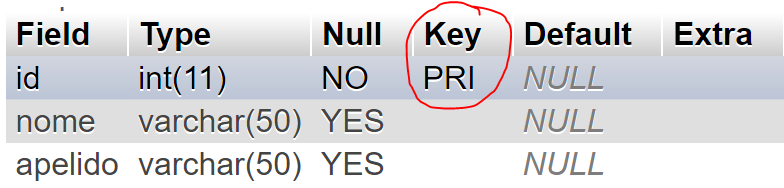 Field Type Null Key Default Extra
id int(11) NO PRI NULL
nome varchar(50) YES NULL
apelido varchar(50) YES NULL